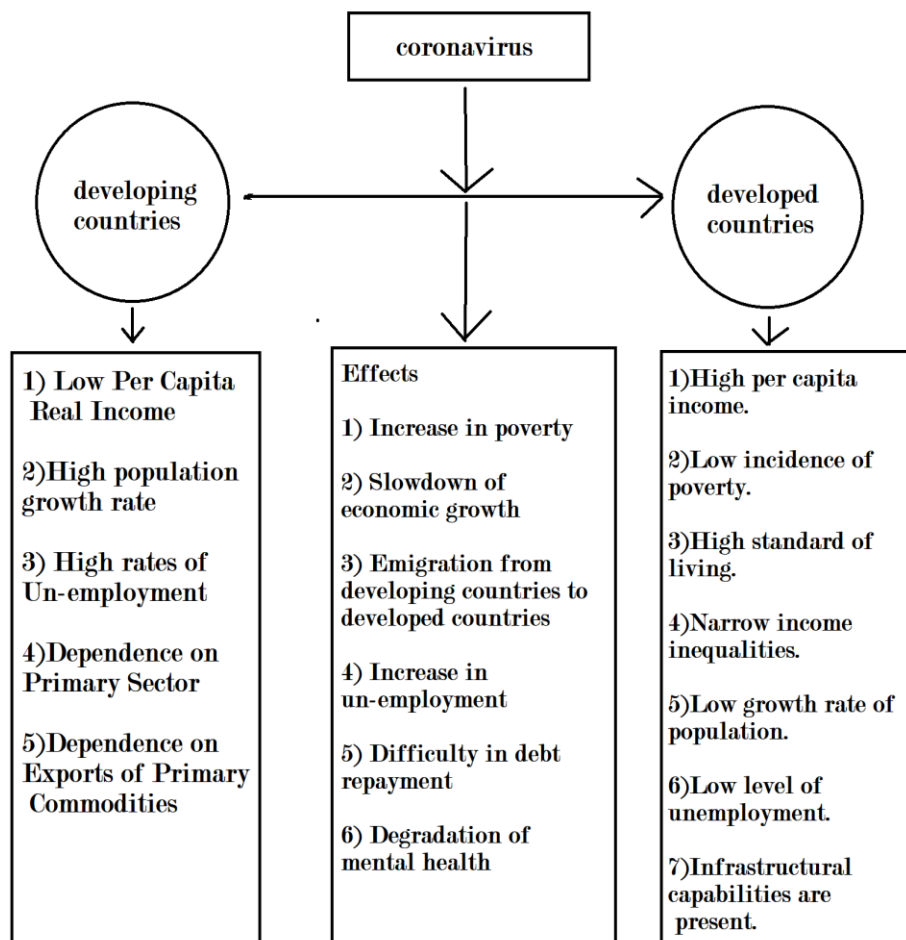 coronavirus
developing
countries
developed
countries
1) Low Per Capita
Real Income
2)High population
growth rate
3) High rates of
Un-employment
4)Dependence on
Primary Sector
5)Dependence on
Exports of Primary
Commodities
Effects
1) Increase in poverty
2) Slowdown of
economic growth
3) Emigration from
developing countries to
developed countries
4) Increase in
un-employment
5) Difficulty in debt
repayment
6) Degradation of
mental health
1)High per capita
income.
2)Low incidence of
poverty.
3)High standard of
living.
4)Narrow income
inequalities.
5)Low growth rate of
population.
6)Low level of
unemployment.
7)Infrastructural
capabilities are
present.